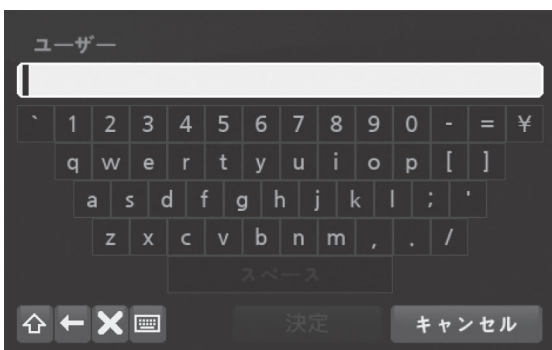 ユーザー
` 1 2 3 4 5 6 7 8 9 0 - = ¥
q w e r t y u i o p [ ]
a s d f g h j k l ; '
z x c v b n m , . /
スペース
決定 キャンセル